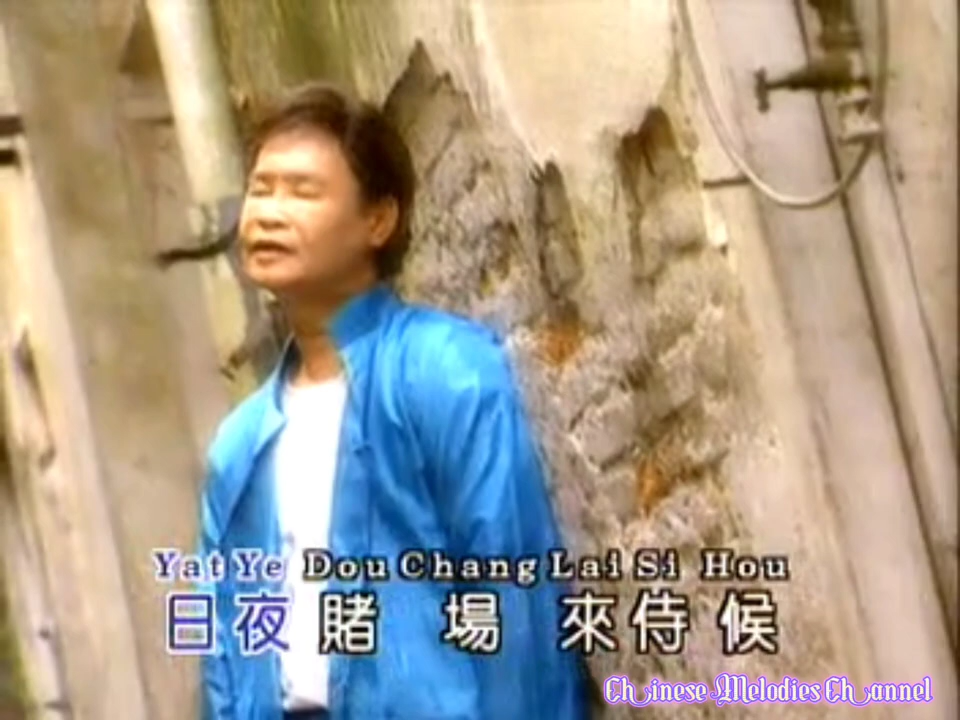 Yat Ye Dou Chang Lai Si Hou
日夜賭 場 來侍候
Chinese Melodies Channel